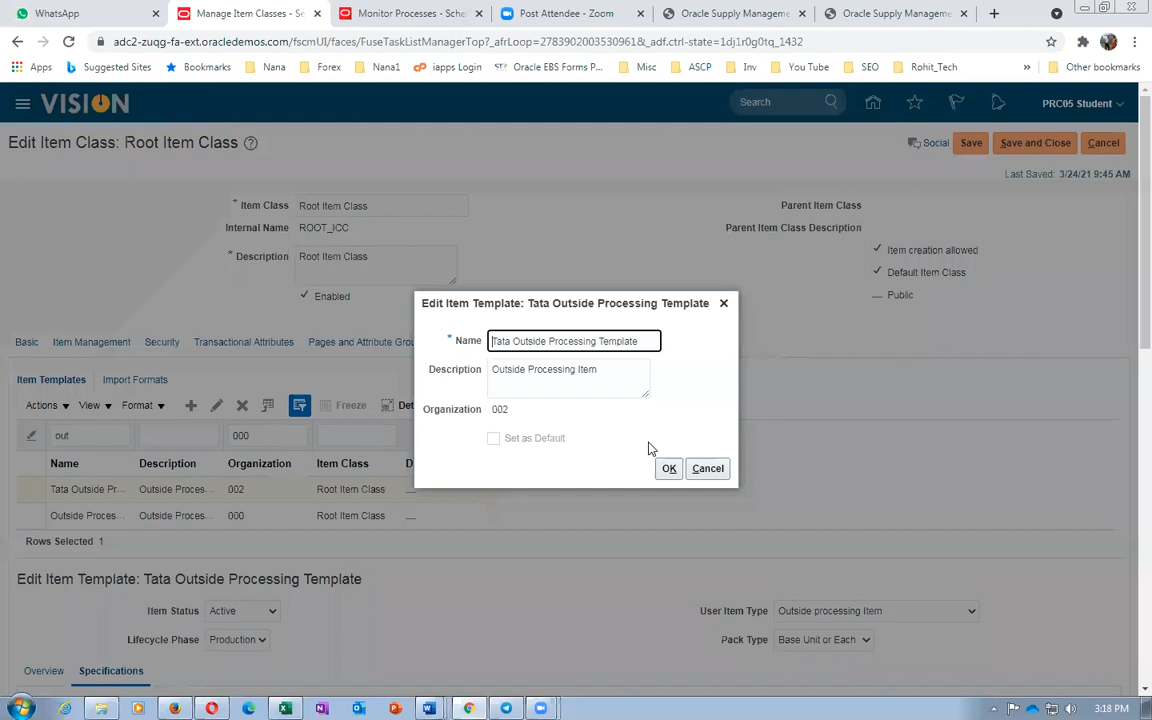 WhatsApp
Manage Item Classes - Se
Monitor Processes - Sche
Post Attendee - Zoom
Oracle Supply Manageme
Oracle Supply Manageme
adc2-zuqg-fa-ext.oracledemos.com/fscmUI/faces/FuseTaskListManagerTop?_afrLoop=2783902003530961&_adf.ctrl-state=1dj1r0g0tq_1432
Apps Suggested Sites Bookmarks Nana Forex Nana1 iapps Login Oracle EBS Forms P... Misc ASCP Inv You Tube SEO Rohit_Tech » Other bookmarks
VISION Search PRC05 Student
Edit Item Class: Root Item Class Social Save Save and Close Cancel
Last Saved: 3/24/21 9:45 AM
* Item Class Root Item Class Parent Item Class
Internal Name ROOT_ICC Parent Item Class Description
* Description Root Item Class Item creation allowed
Default Item Class
Enabled Public
Edit Item Template: Tata Outside Processing Template
* Name Tata Outside Processing Template
Description Outside Processing Item
Organization 002
Set as Default
OK Cancel
Basic Item Management Security Transactional Attributes Pages and Attribute Grou
Item Templates Import Formats
Actions View Format Freeze Det
out 000
Name Description Organization Item Class D
Tata Outside Pr... Outside Proces... 002 Root Item Class
Outside Proces... Outside Proces... 000 Root Item Class
Rows Selected 1
Edit Item Template: Tata Outside Processing Template
Item Status Active User Item Type Outside processing Item
Lifecycle Phase Production Pack Type Base Unit or Each
Overview Specifications
3:18 PM